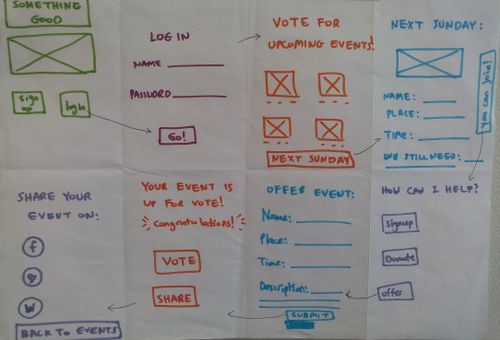 SOMETHING
GOOD
sign
up
login
LOG IN
NAME
PASSWORD
Go!
VOTE FOR
UPCOMING EVENTS!
NEXT SUNDAY
NEXT SUNDAY:
NAME:
PLACE:
TIME:
WE STILL NEED:
you can join!
SHARE YOUR
EVENT ON:
f
W
BACK TO EVENTS
YOUR EVENT IS
UP FOR VOTE!
Congratulations!
VOTE
SHARE
OFFER EVENT:
Name:
Place:
Time:
Description:
SUBMIT
HOW CAN I HELP?
Signup
Donate
offer